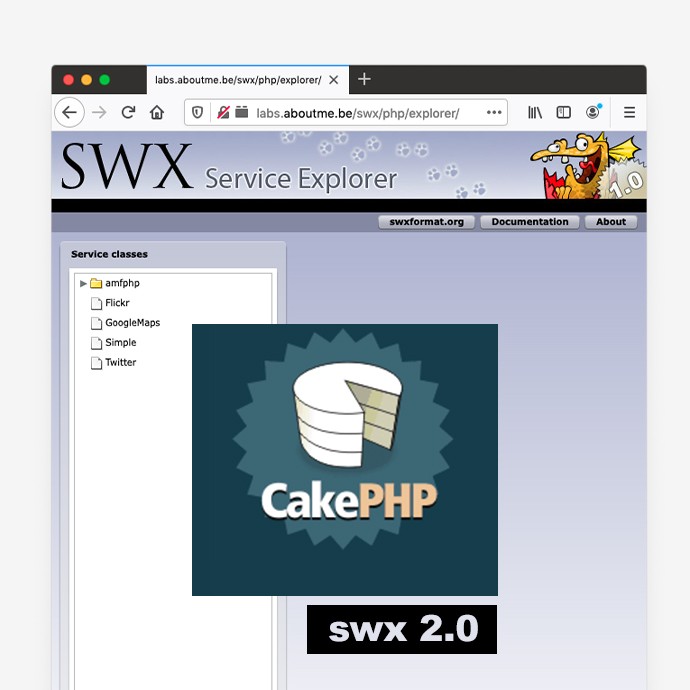 labs.aboutme.be/swx/php/explorer/
labs.aboutme.be/swx/php/explorer/
SWX Service Explorer
1.0
swxformat.org Documentation About
Service classes
amfphp
Flickr
GoogleMaps
Simple
Twitter
CakePHP
swx 2.0